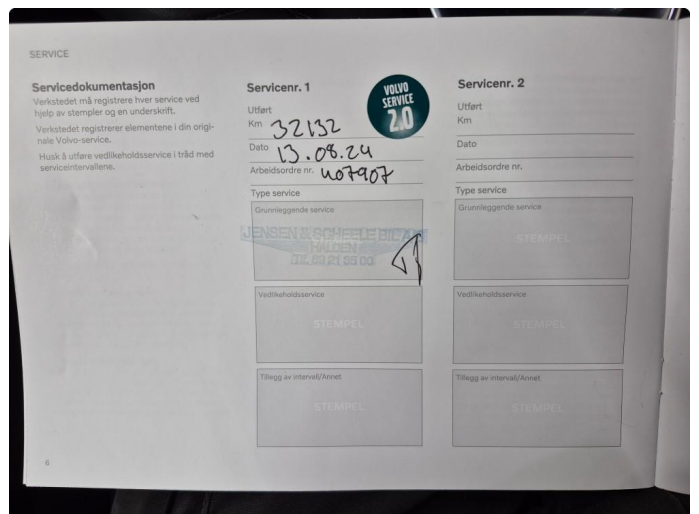 SERVICE
Servicedokumentasjon
Verkstedet må registrere hver service ved
hjelp av stempler og en underskrift.
Verkstedet registrerer elementene i din origi-
nale Volvo-service.
Husk å utføre vedlikeholdsservice i tråd med
serviceintervallene.
Servicenr. 1
VOLVO
SERVICE
2.0
Utført
Km 32132
Dato 13.08.24
Arbeidsordre nr. 407907
Type service
Grunnleggende service
JENSEN & SCHEELE BIL AS
HALDEN
Tlf. 69 21 35 00
Vedlikeholdsservice
STEMPEL
Tillegg av intervall/Annet
STEMPEL
Servicenr. 2
Utført
Km
Dato
Arbeidsordre nr.
Type service
Grunnleggende service
STEMPEL
Vedlikeholdsservice
STEMPEL
Tillegg av intervall/Annet
STEMPEL
6